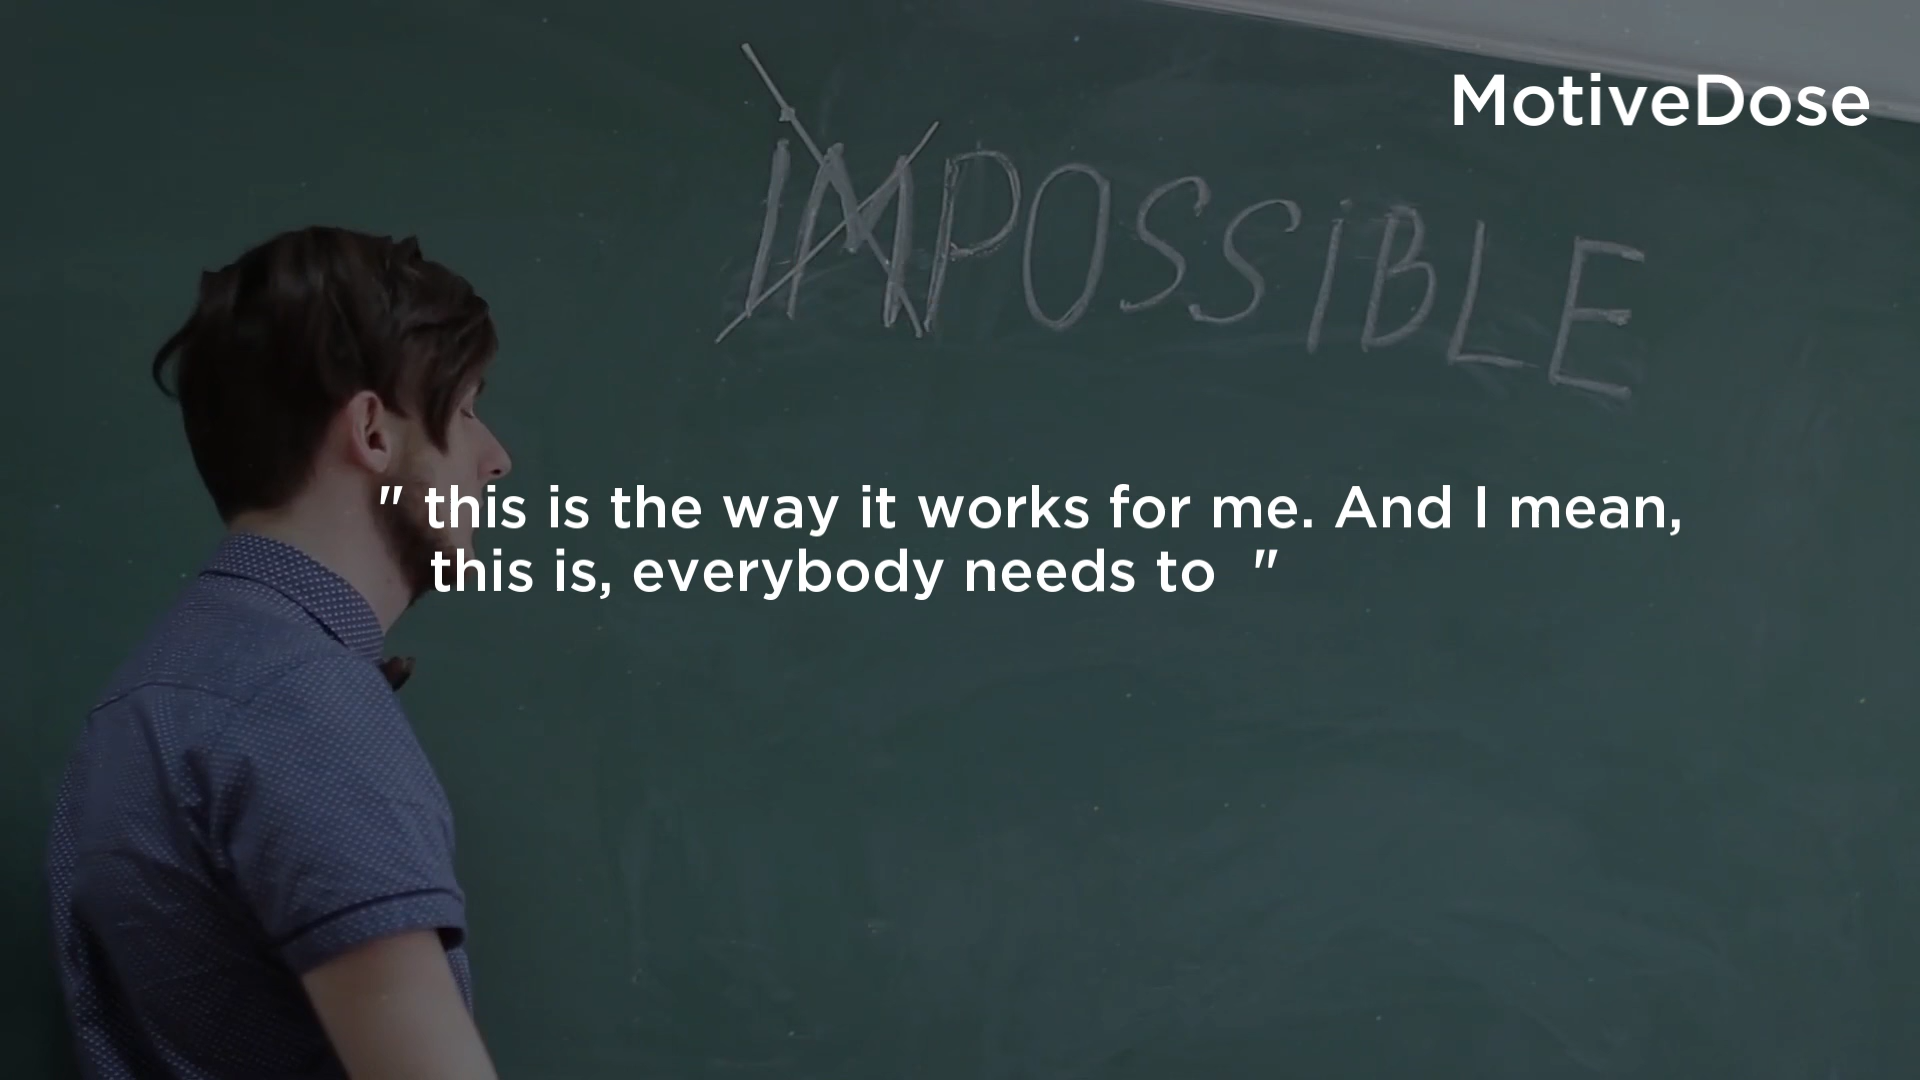 MotiveDose
IMPOSSIBLE
" this is the way it works for me. And I mean,
this is, everybody needs to "